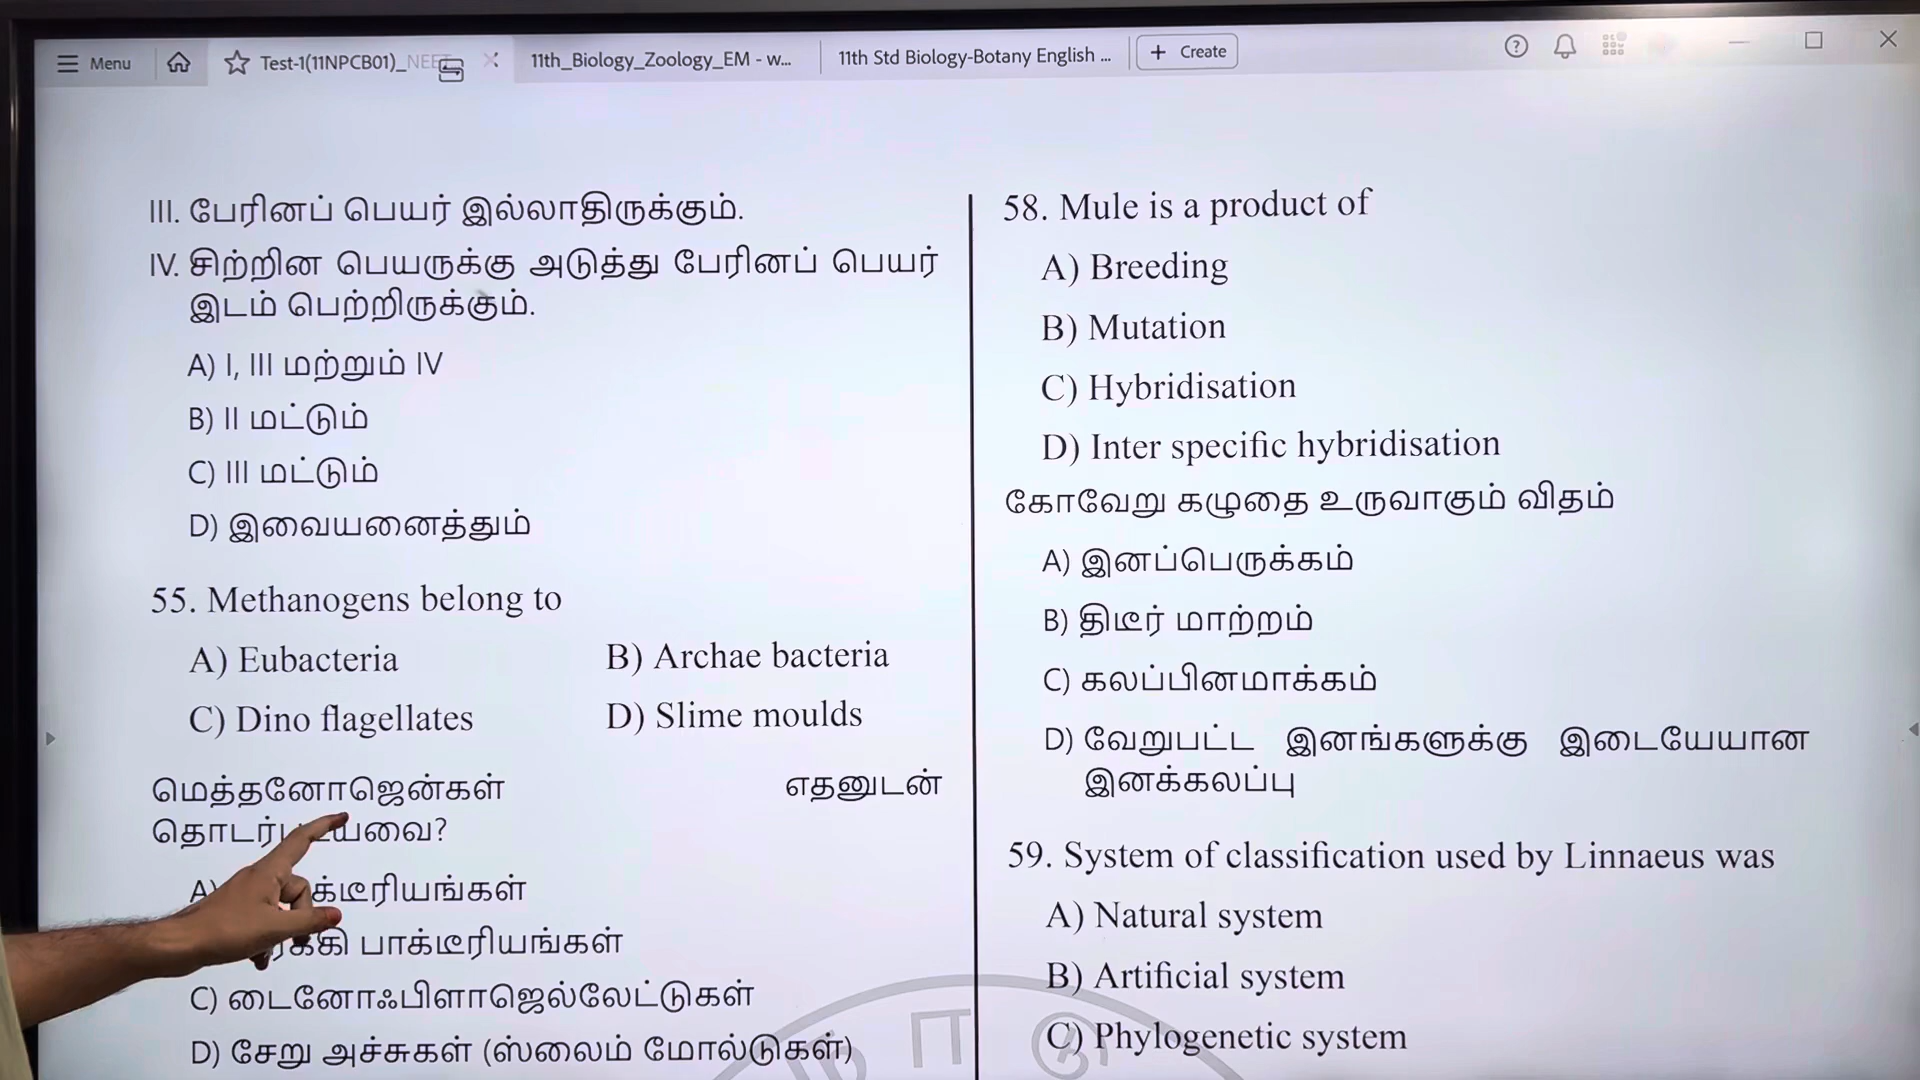 Menu
Test-1(11NPCB01)_NEET
11th_Biology_Zoology_EM - w...
11th Std Biology-Botany English ...
+ Create
III. பேரினப் பெயர் இல்லாதிருக்கும்.
IV. சிற்றின பெயருக்கு அடுத்து பேரினப் பெயர்
இடம் பெற்றிருக்கும்.
A) I, III மற்றும் IV
B) II மட்டும்
C) III மட்டும்
D) இவையனைத்தும்
55. Methanogens belong to
A) Eubacteria
B) Archae bacteria
C) Dino flagellates
D) Slime moulds
மெத்தனோஜென்கள் எதனுடன்
A)
பாக்டீரியங்கள்
C) டைனோஃபிளாஜெல்லேட்டுகள்
D) சேறு அச்சுகள் (ஸ்லைம் மோல்டுகள்)
58. Mule is a product of
A) Breeding
B) Mutation
C) Hybridisation
D) Inter specific hybridisation
கோவேறு கழுதை உருவாகும் விதம்
A) இனப்பெருக்கம்
B) திடீர் மாற்றம்
C) கலப்பினமாக்கம்
D) வேறுபட்ட இனங்களுக்கு இடையேயான
இனக்கலப்பு
59. System of classification used by Linnaeus was
A) Natural system
B) Artificial system
C) Phylogenetic system